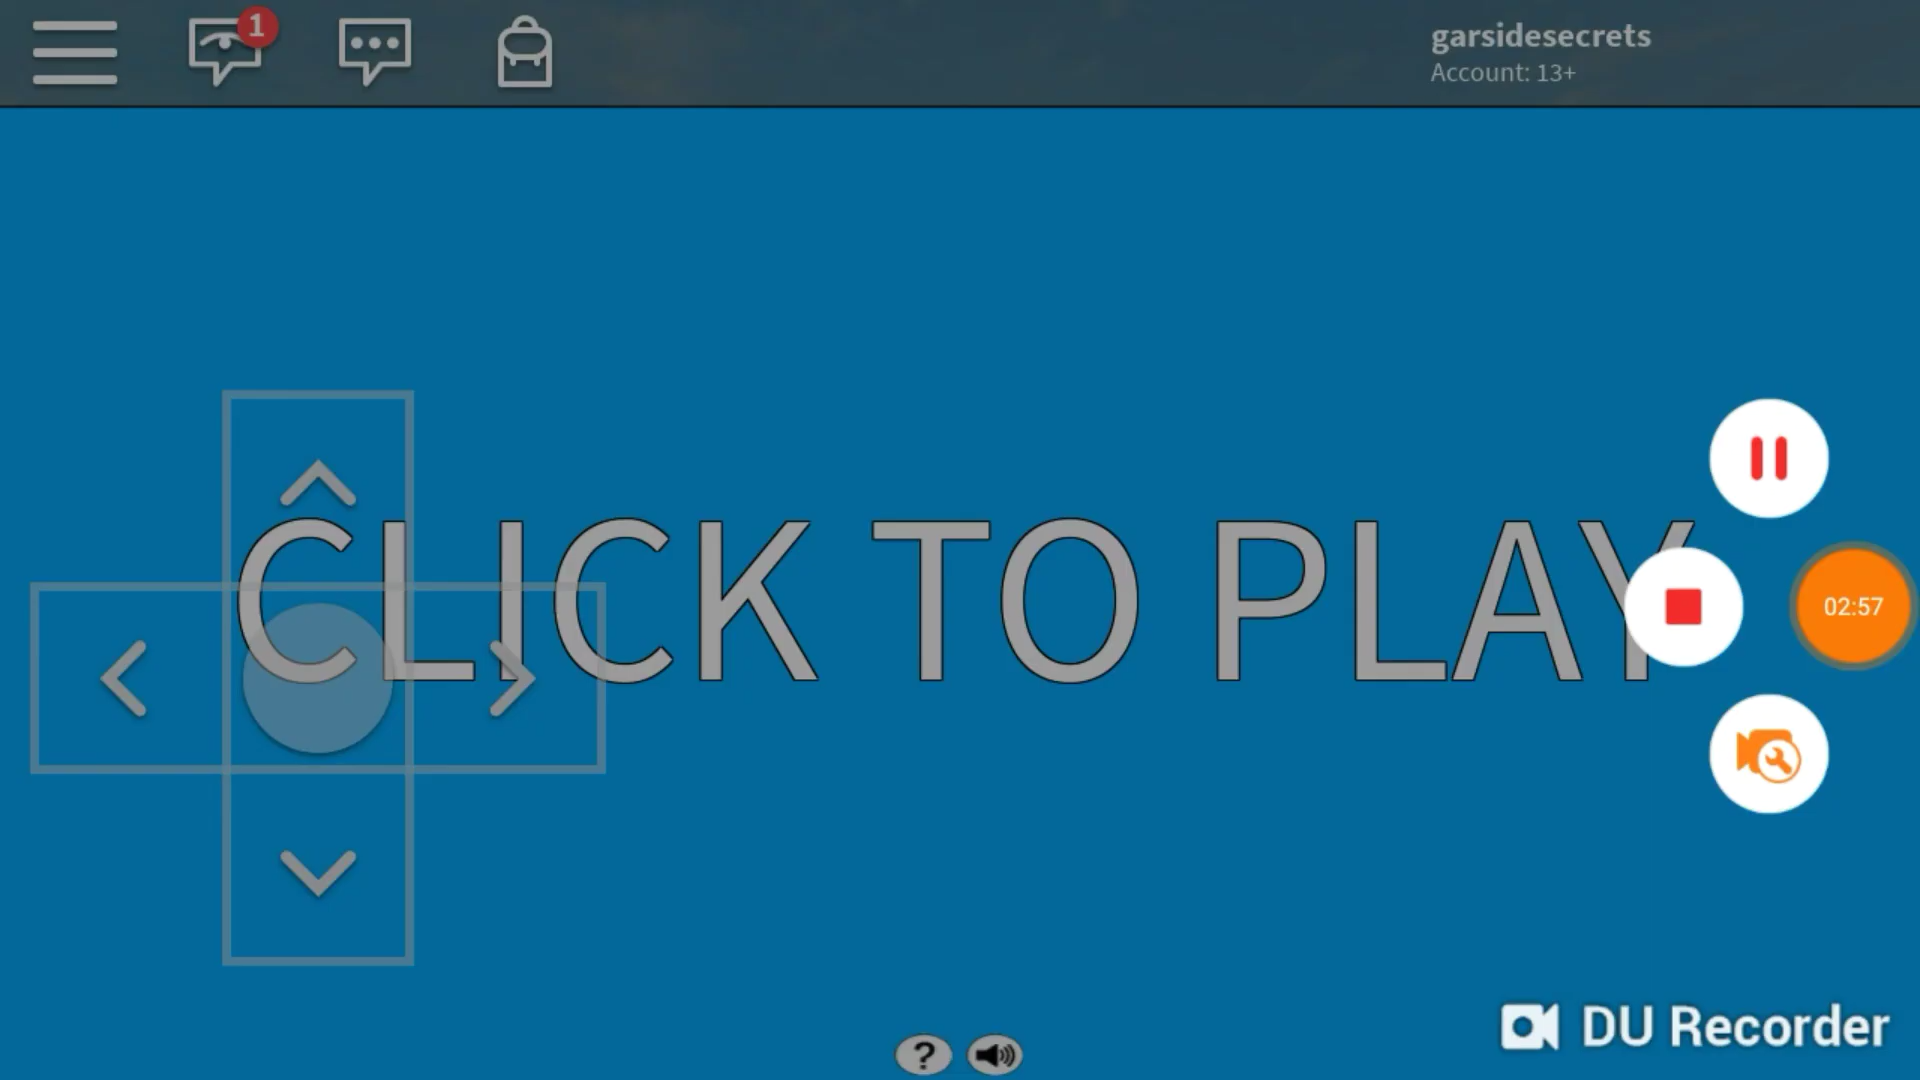 1
garsidesecrets
Account: 13+
CLICK TO PLAY
02:57
?
DU Recorder